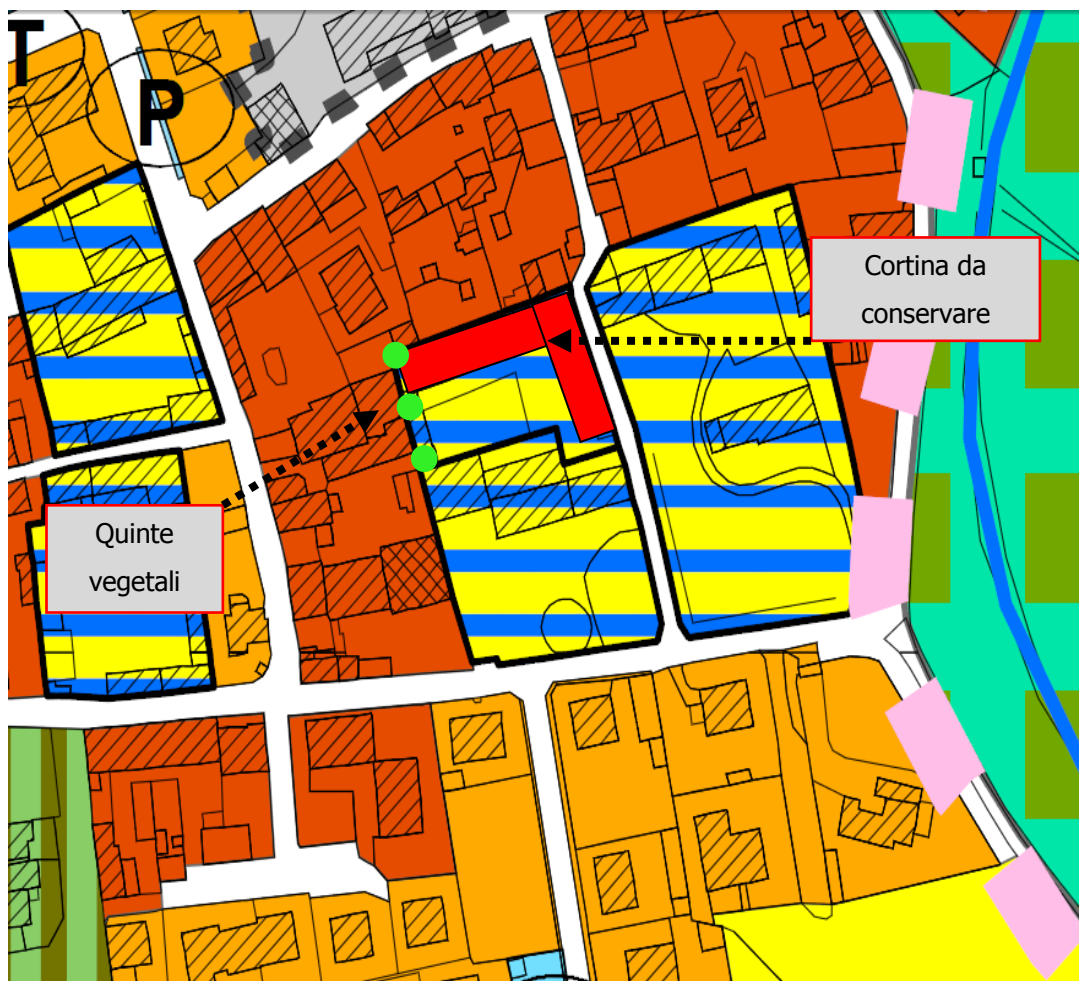 T
P
Cortina da
conservare
Quinte
vegetali